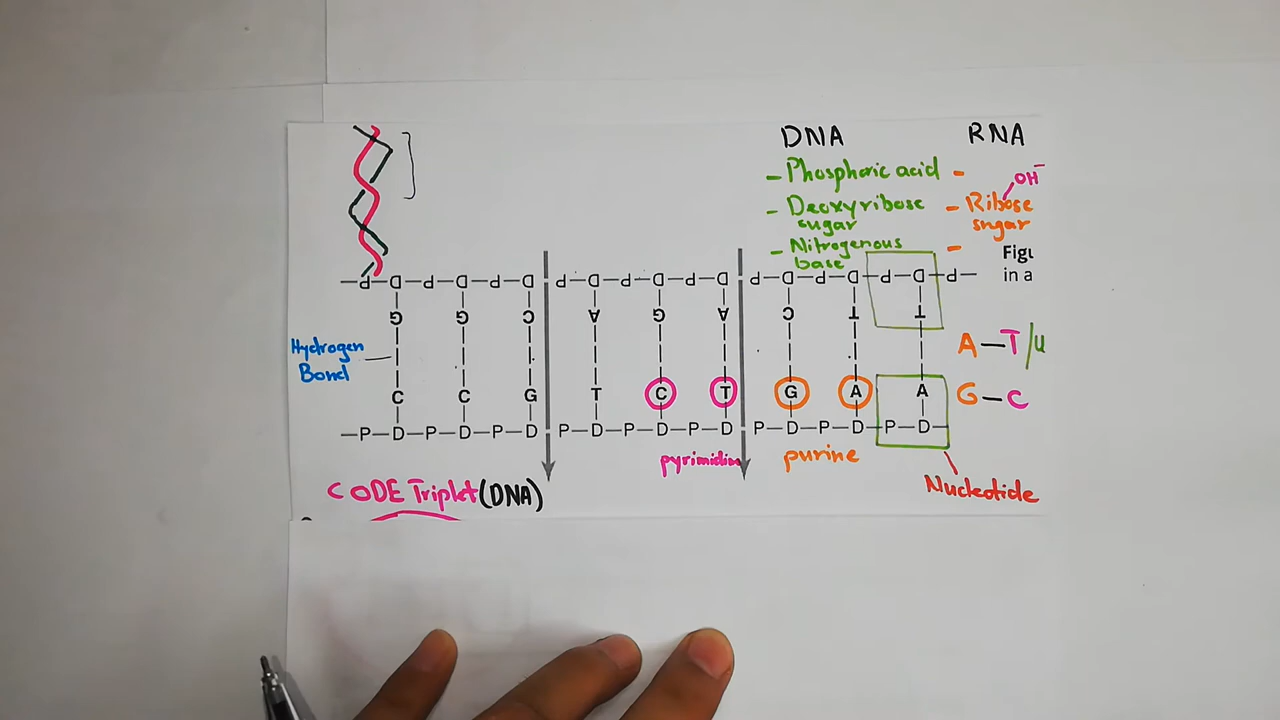 DNA RNA
- Phosphoric acid -
OH⁻
- Deoxyribose - Ribose
sugar sugar
- Nitrogenous -
base
Figu
in a
—P—D—P—D—P—D P—D—P—D—P—D P—D—P—D—P—D—P—
G G C A G A C T T
Hydrogen
Bond
A—T/U
C C G T C T G A A
G—C
—P—D—P—D—P—D P—D—P—D—P—D P—D—P—D—P—D—
pyrimidine purine
CODE Triplet (DNA) Nucleotide